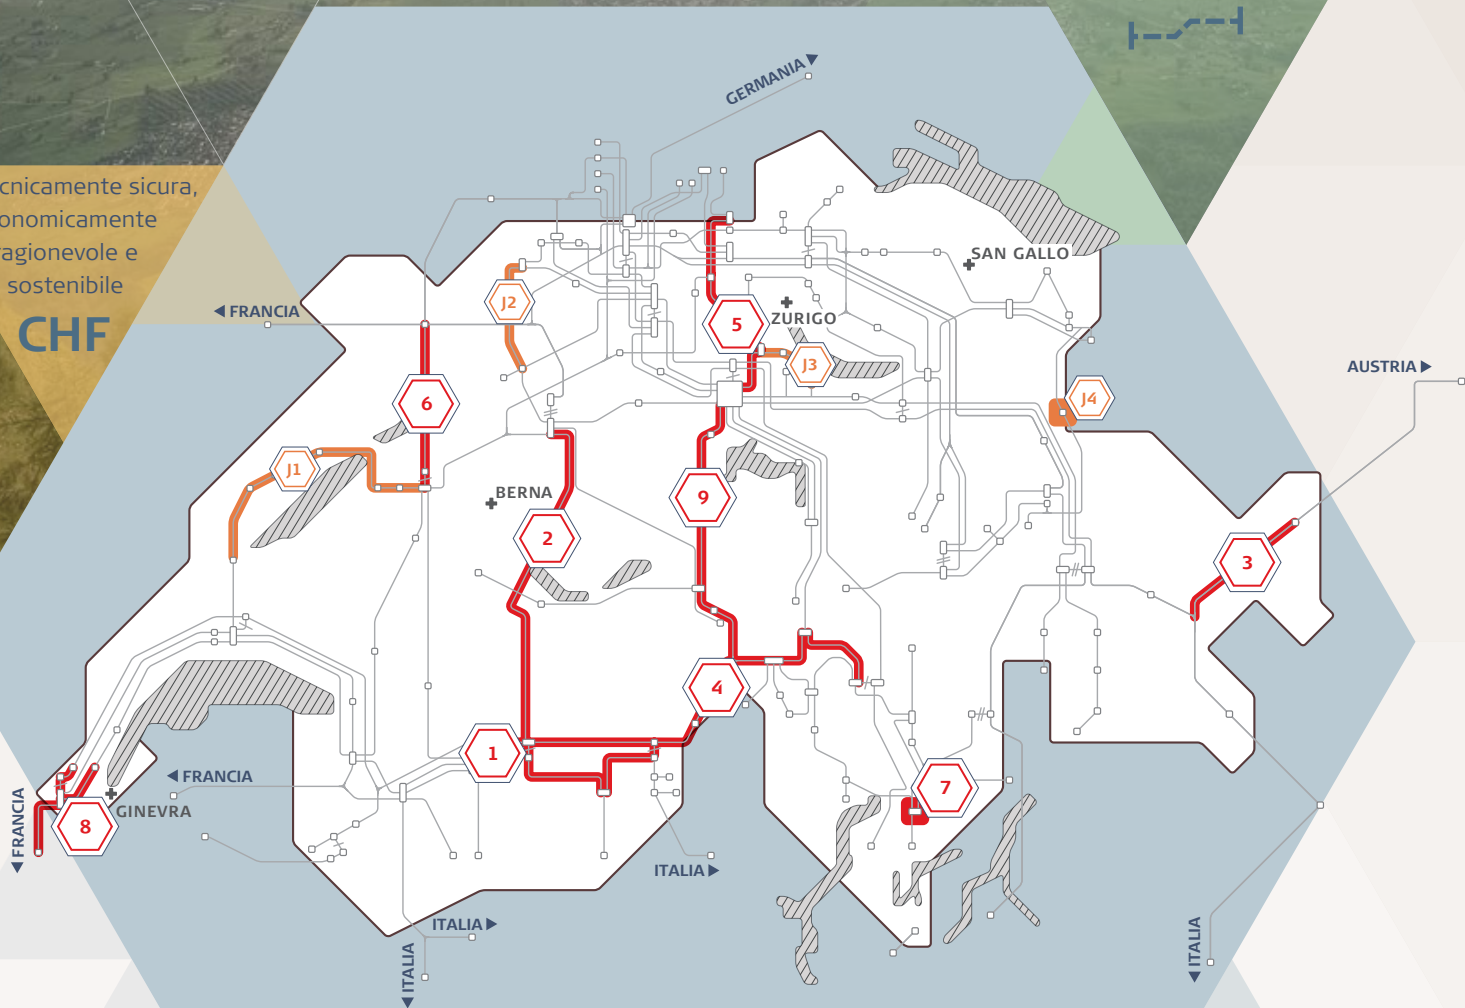 GERMANIA
cnicamente sicura,
onomicamente
ragionevole e
sostenibile
CHF
FRANCIA
SAN GALLO
J2
ZURIGO
5
J3
AUSTRIA
6
J4
J1
BERNA
9
2
3
4
1
FRANCIA
7
GINEVRA
8
FRANCIA
ITALIA
ITALIA
ITALIA
ITALIA